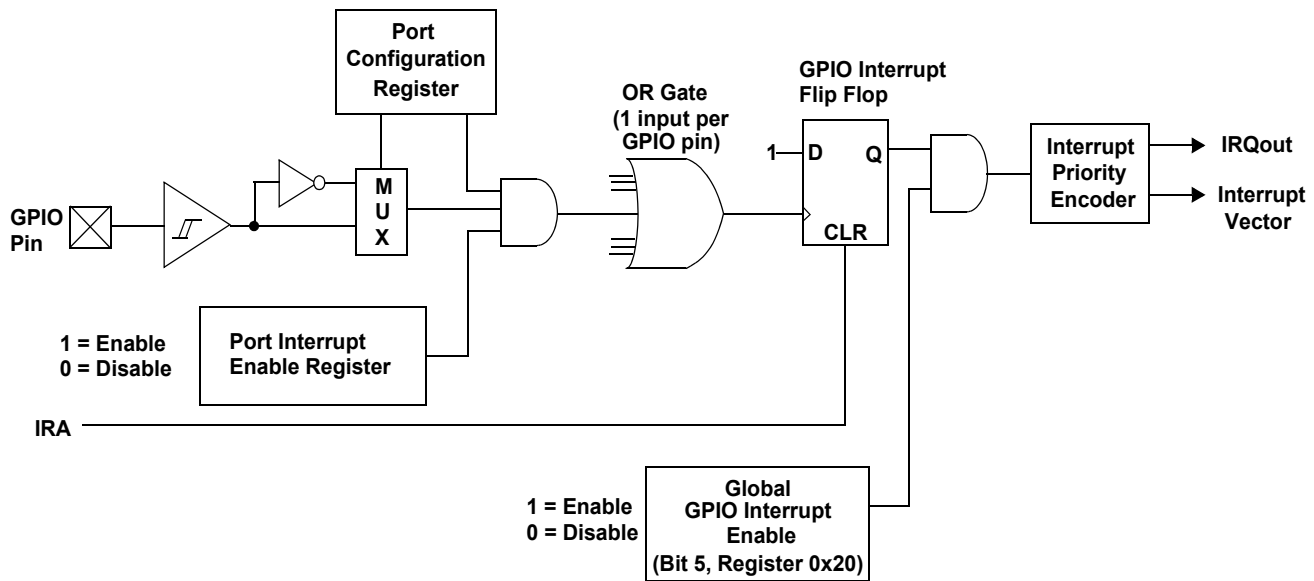 Port
Configuration
Register
GPIO Interrupt
Flip Flop
OR Gate
(1 input per
GPIO pin)
1
D
Q
CLR
M
U
X
GPIO
Pin
Interrupt
Priority
Encoder
IRQout
Interrupt
Vector
1 = Enable
0 = Disable
Port Interrupt
Enable Register
IRA
1 = Enable
0 = Disable
Global
GPIO Interrupt
Enable
(Bit 5, Register 0x20)